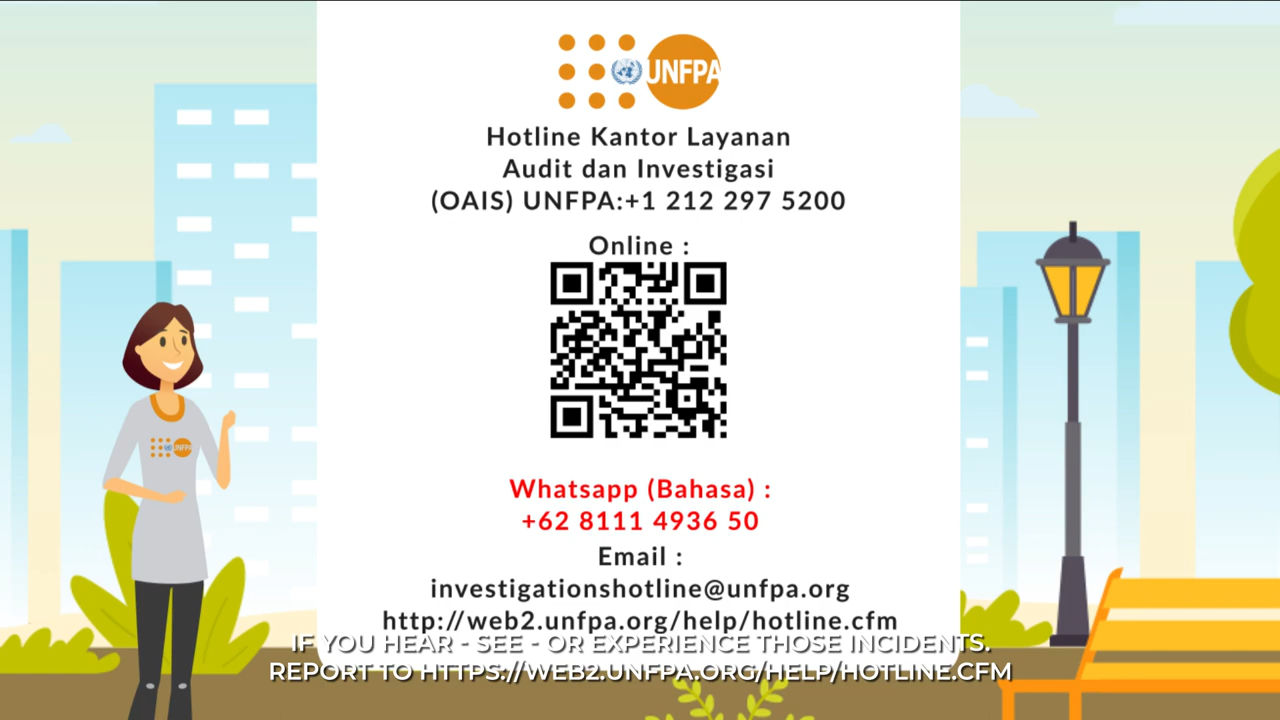 UNFPA
Hotline Kantor Layanan
Audit dan Investigasi
(OAIS) UNFPA:+1 212 297 5200
Online :
Whatsapp (Bahasa) :
+62 8111 4936 50
Email :
investigationshotline@unfpa.org
http://web2.unfpa.org/help/hotline.cfm
UNFPA
IF YOU HEAR - SEE - OR EXPERIENCE THOSE INCIDENTS.
REPORT TO HTTPS://WEB2.UNFPA.ORG/HELP/HOTLINE.CFM